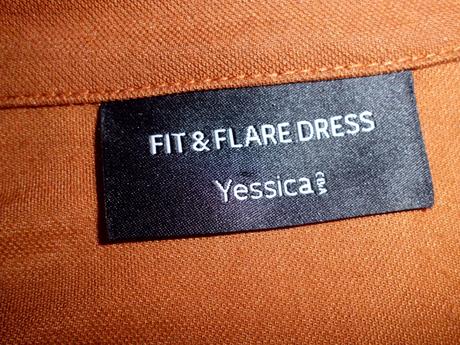 FIT & FLARE DRESS
Yessica C&A